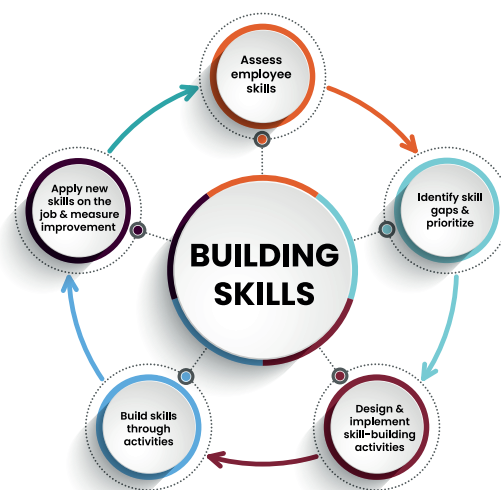 Assess
employee
skills
Identify skill
gaps &
prioritize
Design &
implement
skill-building
activities
Build skills
through
activities
Apply new
skills on the
job & measure
improvement
BUILDING
SKILLS